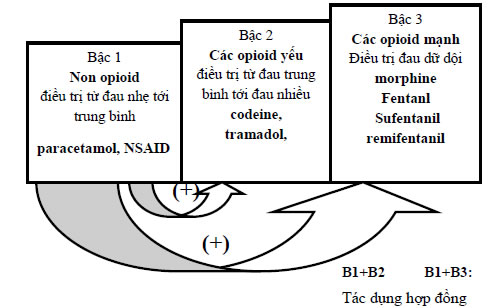 Bậc 1
Non opioid
điều trị từ đau nhẹ tới
trung bình
paracetamol, NSAID
Bậc 2
Các opioid yếu
điều trị từ đau trung
bình tới đau nhiều
codeine,
tramadol,
Bậc 3
Các opioid mạnh
Điều trị đau dữ dội
morphine
Fentanl
Sufentanil
remifentanil
(+)
(+)
B1+B2 B1+B3:
Tác dụng hợp đồng